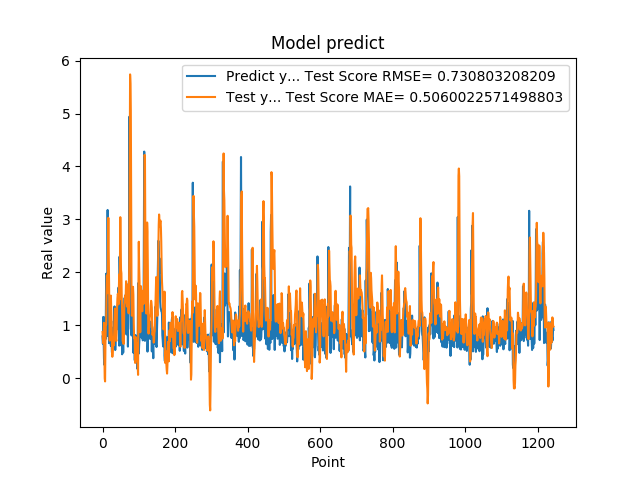 Model predict
Predict y... Test Score RMSE= 0.730803208209
Test y... Test Score MAE= 0.5060022571498803
Real value
6
5
4
3
2
1
0
0 200 400 600 800 1000 1200
Point